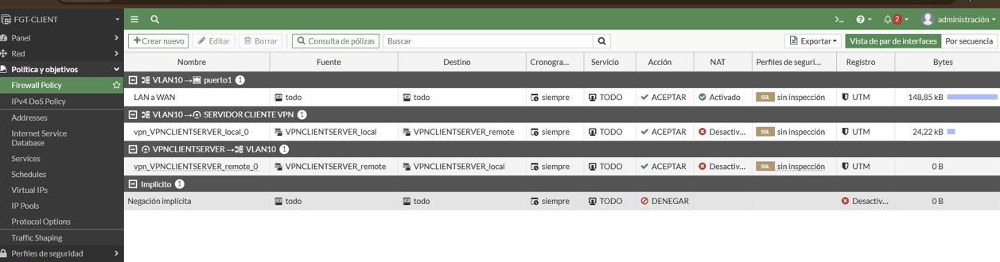 FGT-CLIENT
2
administración
Panel
Red
Política y objetivos
Firewall Policy
IPv4 DoS Policy
Addresses
Internet Service
Database
Services
Schedules
Virtual IPs
IP Pools
Protocol Options
Traffic Shaping
Perfiles de seguridad
Crear nuevo
Editar
Borrar
Consulta de pólizas
Buscar
Exportar
Vista de par de interfaces
Por secuencia
Nombre Fuente Destino Cronogra... Servicio Acción NAT Perfiles de seguri... Registro Bytes
VLAN10 → puerto1 1
LAN a WAN todo todo siempre TODO ACEPTAR Activado SSL sin inspección UTM 148,85 kB
VLAN10 → SERVIDOR CLIENTE VPN 1
vpn_VPNCLIENTSERVER_local_0 VPNCLIENTSERVER_local VPNCLIENTSERVER_remote siempre TODO ACEPTAR Desactiv... SSL sin inspección UTM 24,22 kB
VPNCLIENTSERVER → VLAN10 1
vpn_VPNCLIENTSERVER_remote_0 VPNCLIENTSERVER_remote VPNCLIENTSERVER_local siempre TODO ACEPTAR Desactiv... SSL sin inspección UTM 0 B
Implícito 1
Negación implícita todo todo siempre TODO DENEGAR Desactiv... 0 B